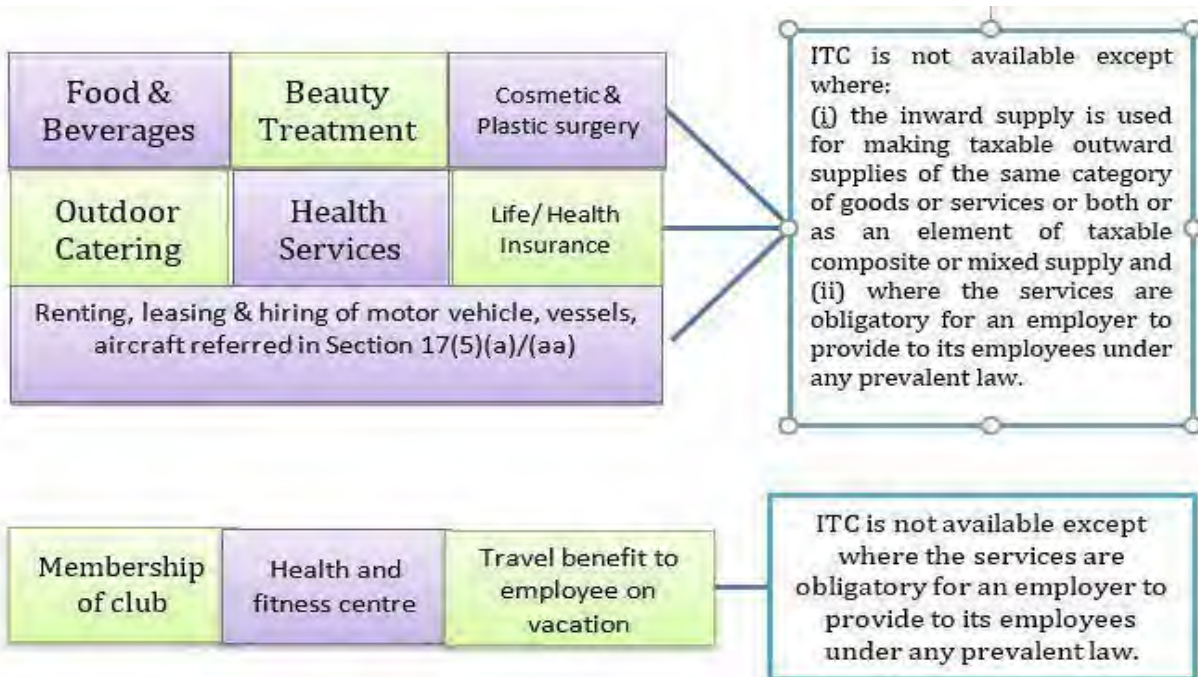 Food &
Beverages
Beauty
Treatment
Cosmetic &
Plastic surgery
Outdoor
Catering
Health
Services
Life/ Health
Insurance
Renting, leasing & hiring of motor vehicle, vessels,
aircraft referred in Section 17(5)(a)/(aa)
ITC is not available except
where:
(i) the inward supply is used
for making taxable outward
supplies of the same category
of goods or services or both or
as an element of taxable
composite or mixed supply and
(ii) where the services are
obligatory for an employer to
provide to its employees under
any prevalent law.
Membership
of club
Health and
fitness centre
Travel benefit to
employee on
vacation
ITC is not available except
where the services are
obligatory for an employer to
provide to its employees
under any prevalent law.